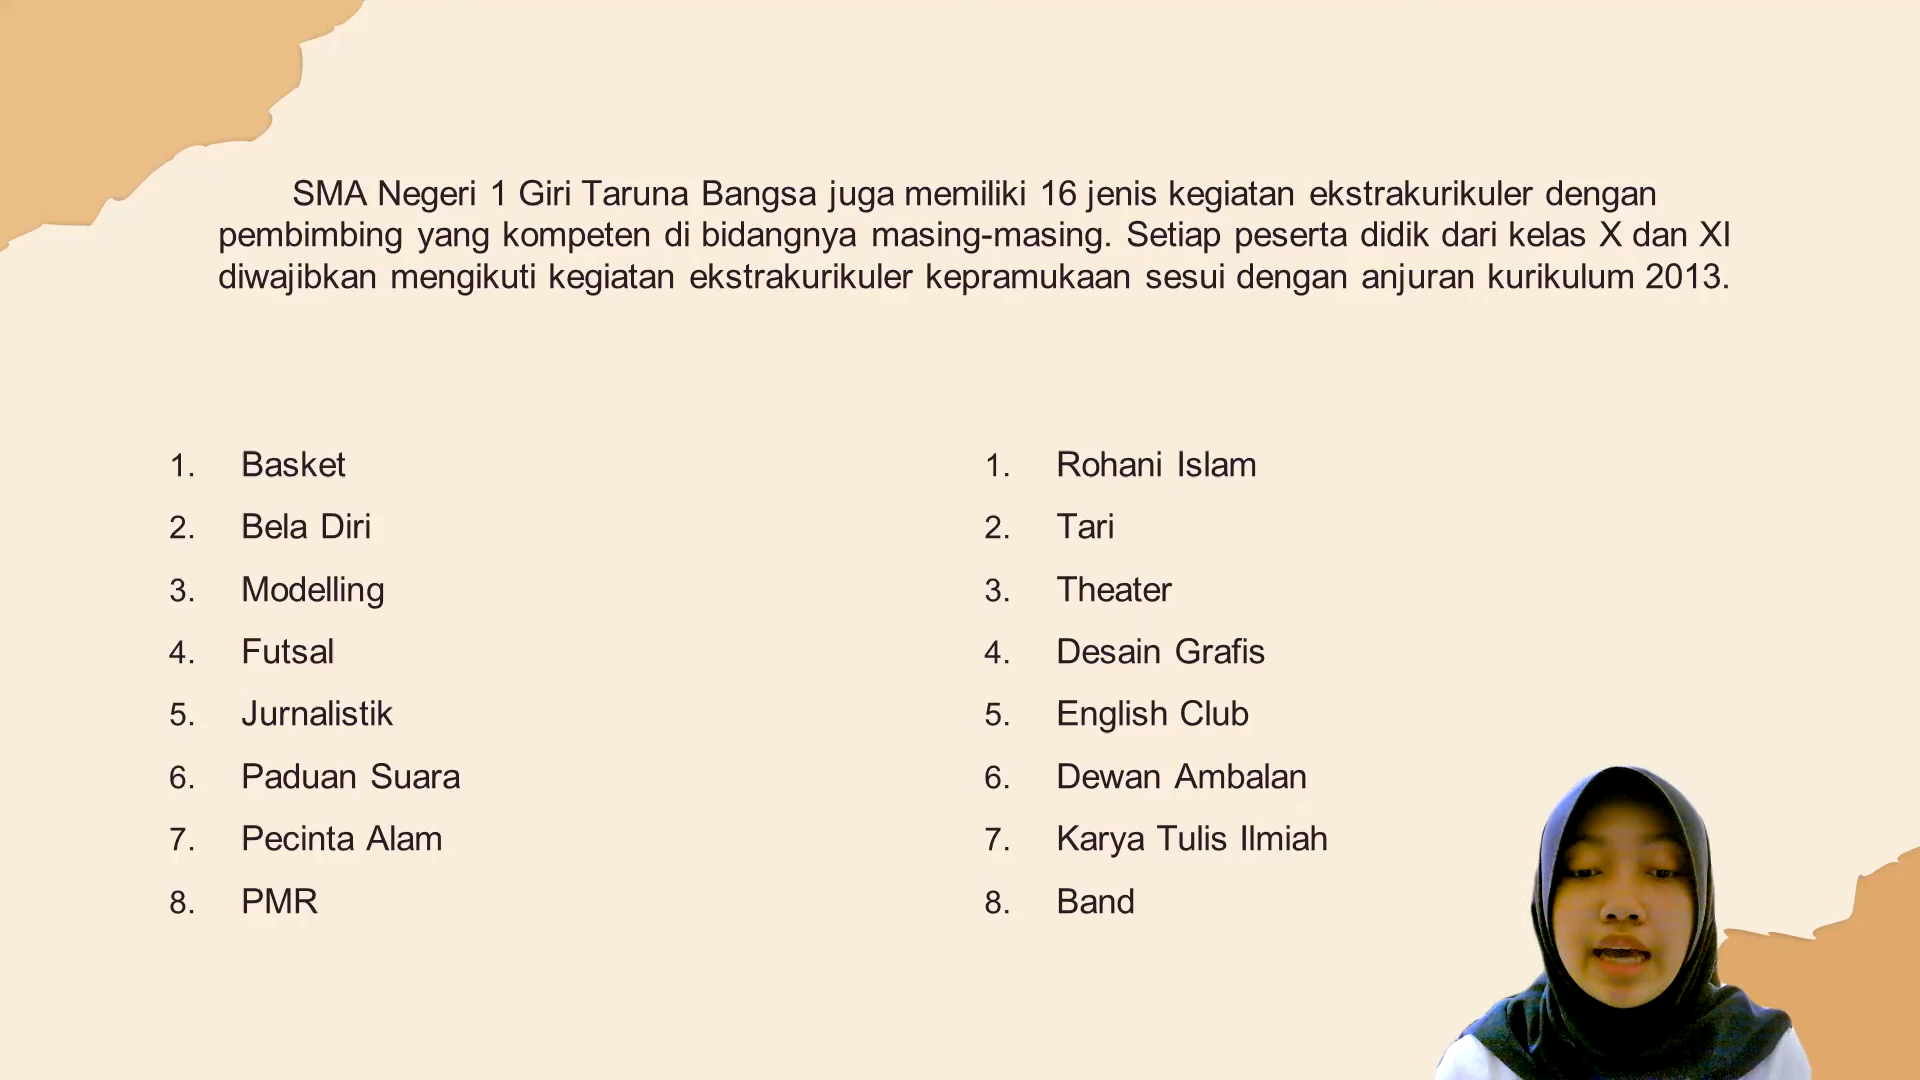 SMA Negeri 1 Giri Taruna Bangsa juga memiliki 16 jenis kegiatan ekstrakurikuler dengan
pembimbing yang kompeten di bidangnya masing-masing. Setiap peserta didik dari kelas X dan XI
diwajibkan mengikuti kegiatan ekstrakurikuler kepramukaan sesui dengan anjuran kurikulum 2013.
1. Basket
2. Bela Diri
3. Modelling
4. Futsal
5. Jurnalistik
6. Paduan Suara
7. Pecinta Alam
8. PMR
1. Rohani Islam
2. Tari
3. Theater
4. Desain Grafis
5. English Club
6. Dewan Ambalan
7. Karya Tulis Ilmiah
8. Band